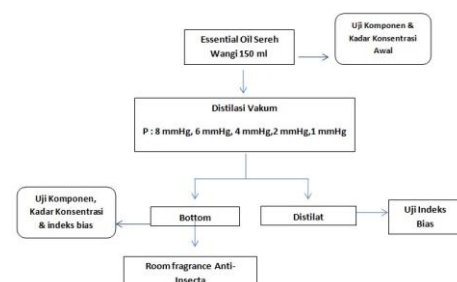 Essential Oil Sereh
Wangi 150 ml
Uji Komponen &
Kadar Konsentrasi
Awal
Distilasi Vakum
P : 8 mmHg, 6 mmHg, 4 mmHg,2 mmHg,1 mmHg
Uji Komponen,
Kadar Konsentrasi
& indeks bias
Bottom
Distilat
Uji Indeks
Bias
Room fragrance Anti-
Insecta